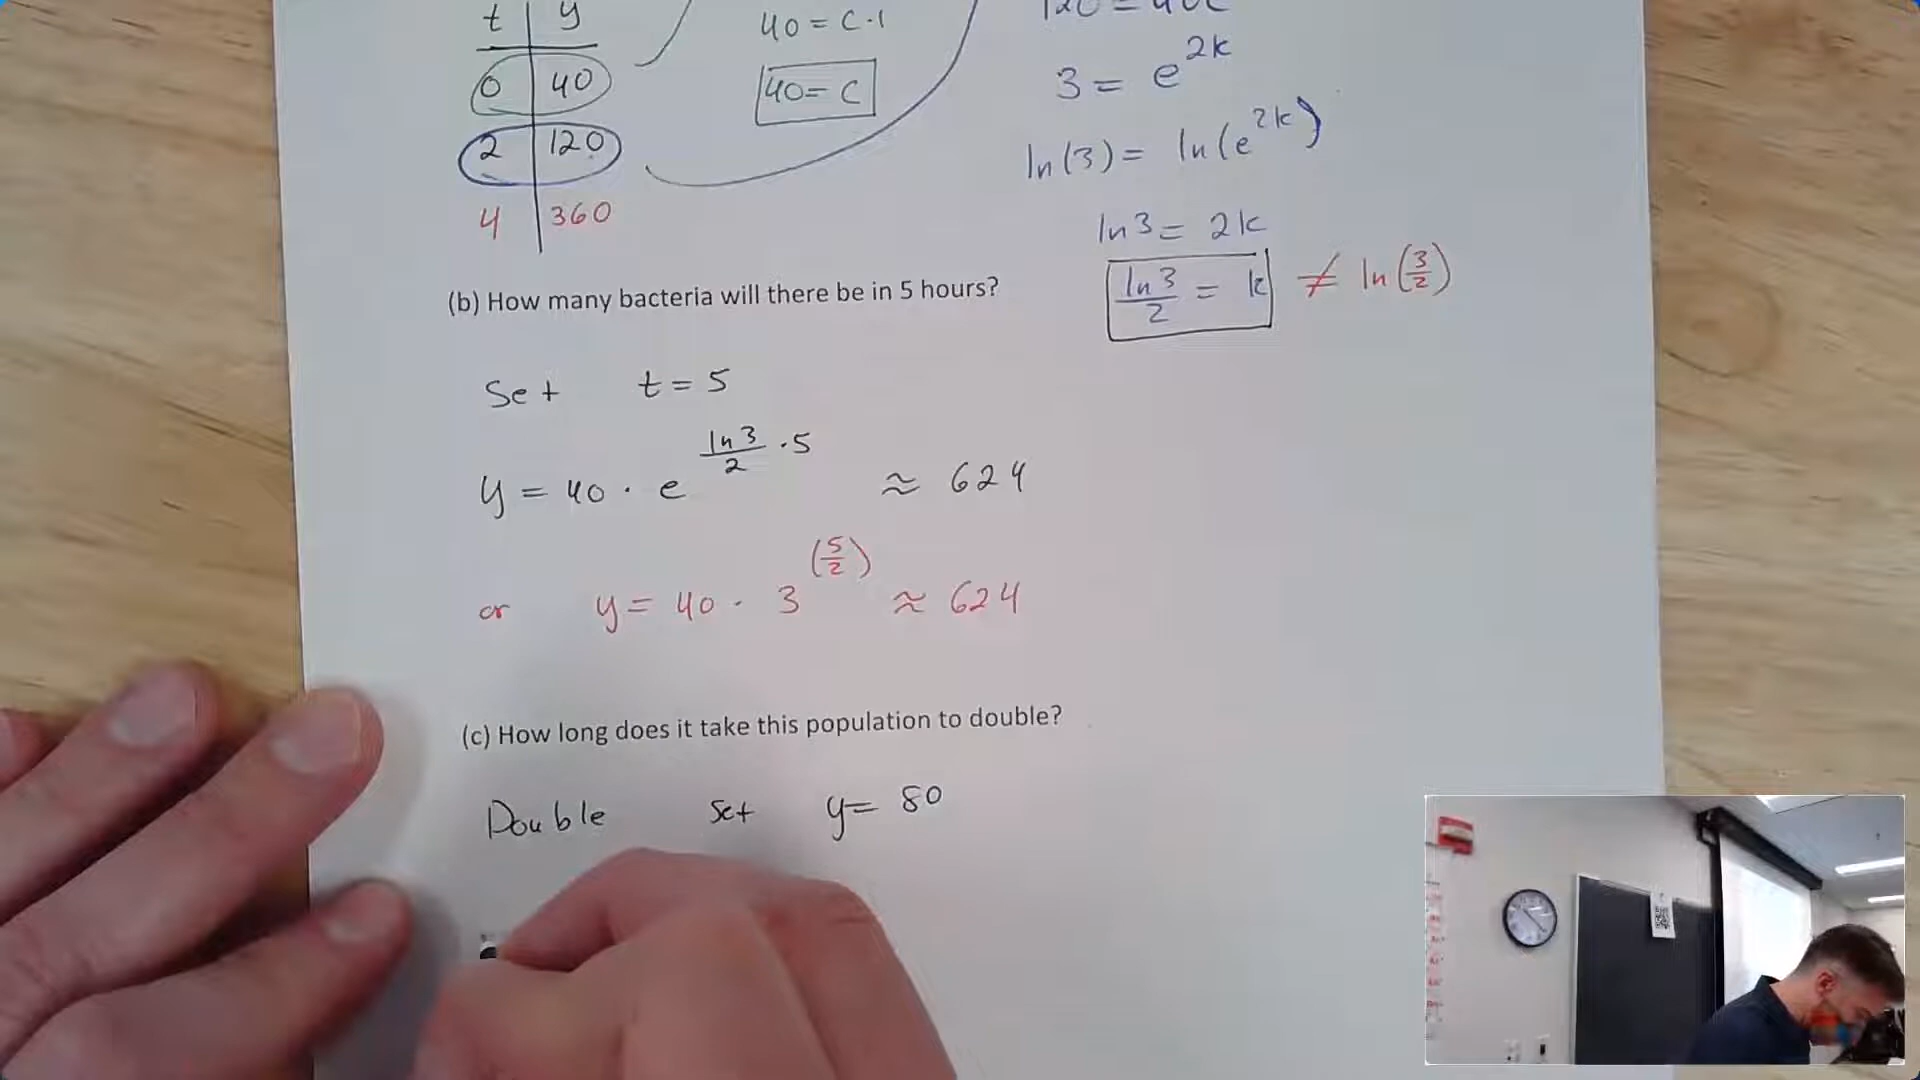 t y
0 40
2 120
4 360
40 = C·1
40 = C
120 = 40e
3 = e^2k
ln(3) = ln(e^2k)
ln3 = 2k
ln3/2 = k ≠ ln(3/2)
(b) How many bacteria will there be in 5 hours?
Set t = 5
y = 40 · e^(ln3/2 · 5) ≈ 624
or y = 40 · 3^(5/2) ≈ 624
(c) How long does it take this population to double?
Double Set y = 80